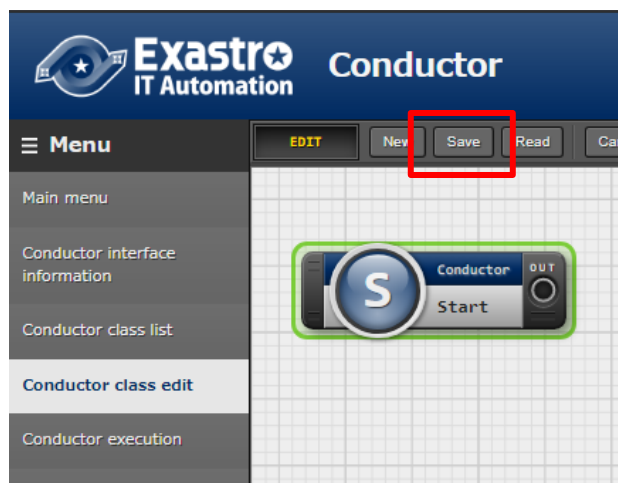 Exastro
IT Automation
Conductor
Menu
EDIT New Save Read Ca
Main menu
Conductor interface
information
Conductor class list
Conductor class edit
Conductor execution
S
Conductor OUT
Start